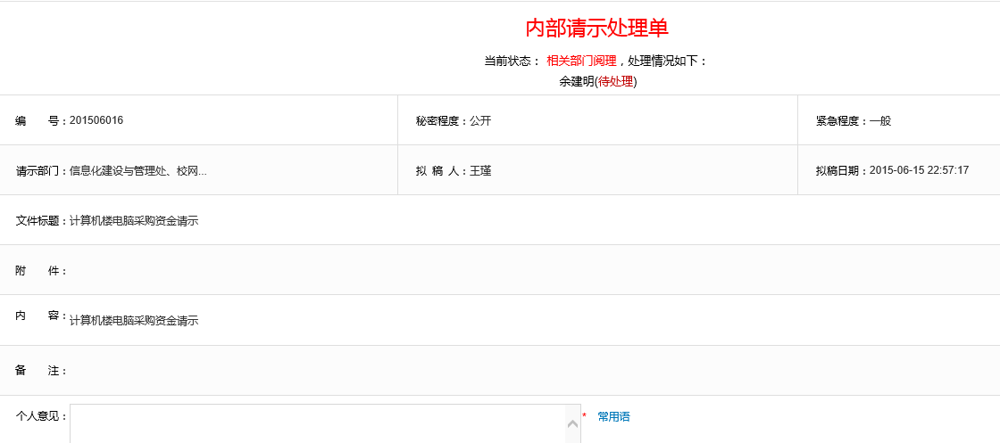 内部请示处理单
当前状态： 相关部门阅理，处理情况如下：
余建明(待处理)
编 号：201506016 秘密程度：公开 紧急程度：一般
请示部门：信息化建设与管理处、校网... 拟 稿 人：王瑾 拟稿日期：2015-06-15 22:57:17
文件标题：计算机楼电脑采购资金请示
附 件：
内 容：计算机楼电脑采购资金请示
备 注：
个人意见： * 常用语